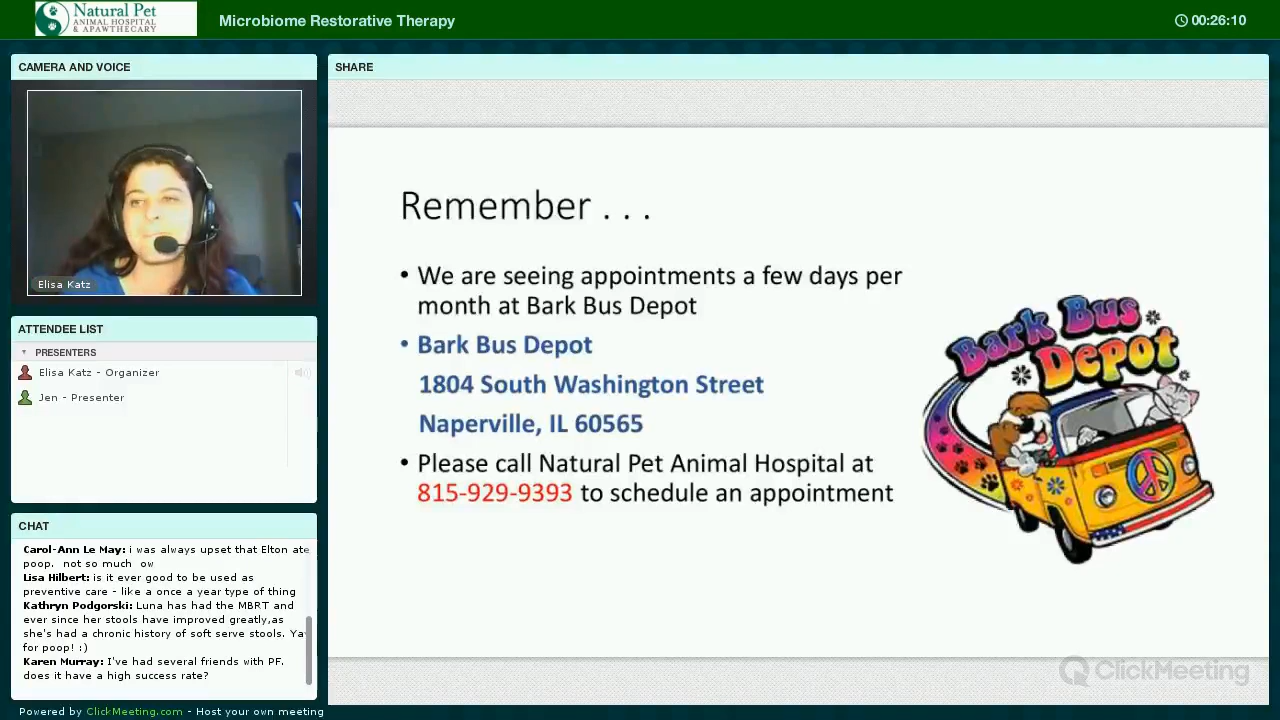 Natural Pet
ANIMAL HOSPITAL
& APAWTHECARY
Microbiome Restorative Therapy
00:26:10
CAMERA AND VOICE
Elisa Katz
ATTENDEE LIST
PRESENTERS
Elisa Katz - Organizer
Jen - Presenter
CHAT
Carol-Ann Le May: i was always upset that Elton ate
poop. not so much ow
Lisa Hilbert: is it ever good to be used as
preventive care - like a once a year type of thing
Kathryn Podgorski: Luna has had the MBRT and
ever since her stools have improved greatly,as
she's had a chronic history of soft serve stools. Ya
for poop! :)
Karen Murray: I've had several friends with PF.
does it have a high success rate?
Powered by ClickMeeting.com - Host your own meeting
SHARE
Remember . . .
• We are seeing appointments a few days per
month at Bark Bus Depot
• Bark Bus Depot
1804 South Washington Street
Naperville, IL 60565
• Please call Natural Pet Animal Hospital at
815-929-9393 to schedule an appointment
Bark Bus
Depot
ClickMeeting